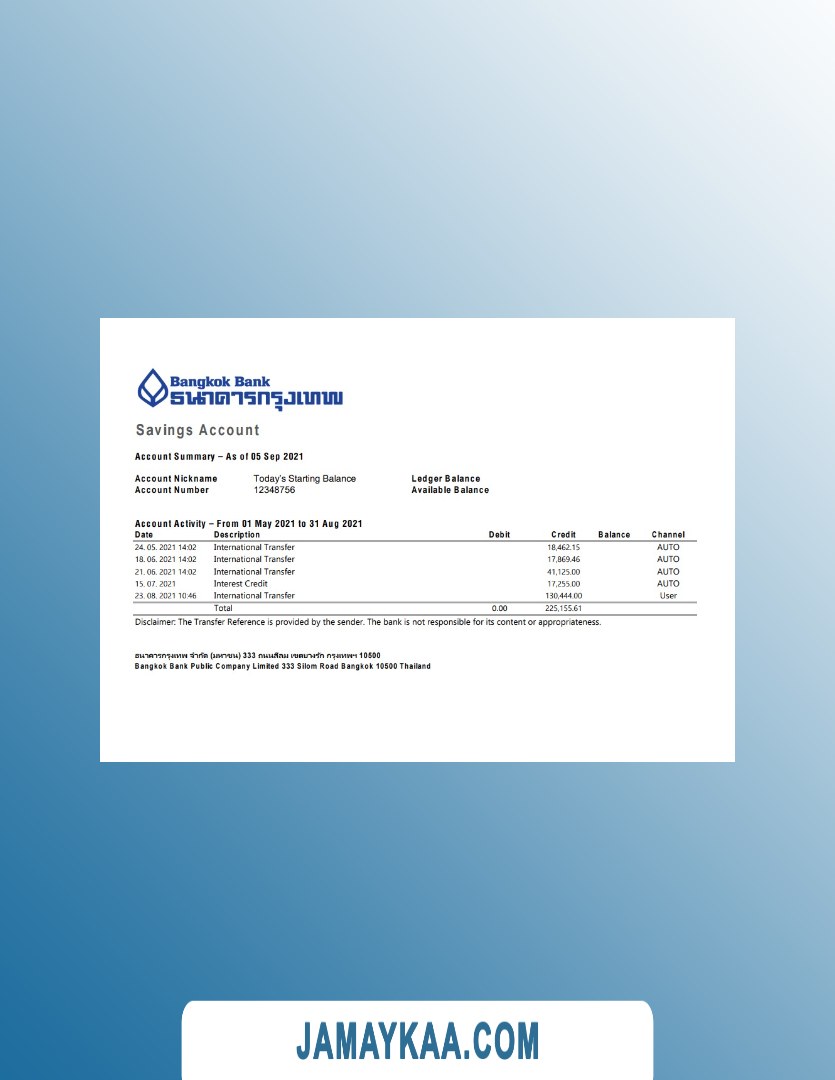 Bangkok Bank
ธนาคารกรุงเทพ
Savings Account
Account Summary – As of 05 Sep 2021
Account Nickname Today's Starting Balance Ledger Balance
Account Number 12348756 Available Balance
Account Activity – From 01 May 2021 to 31 Aug 2021
Date Description Debit Credit Balance Channel
24. 05. 2021 14:02 International Transfer 18,462.15 AUTO
18. 06. 2021 14:02 International Transfer 17,869.46 AUTO
21. 06. 2021 14:02 International Transfer 41,125.00 AUTO
15. 07. 2021 Interest Credit 17,255.00 AUTO
23. 08. 2021 10:46 International Transfer 130,444.00 User
Total 0.00 225,155.61
Disclaimer: The Transfer Reference is provided by the sender. The bank is not responsible for its content or appropriateness.
ธนาคารกรุงเทพ จำกัด (มหาชน) 333 ถนนสีลม เขตบางรัก กรุงเทพฯ 10500
Bangkok Bank Public Company Limited 333 Silom Road Bangkok 10500 Thailand
JAMAYKAA.COM